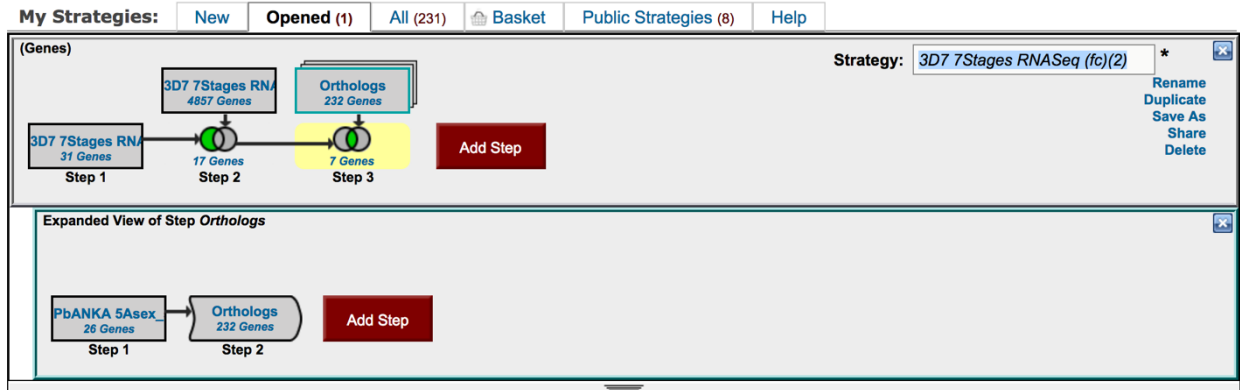 My Strategies: New Opened (1) All (231) Basket Public Strategies (8) Help
(Genes)
Strategy: 3D7 7Stages RNASeq (fc)(2) *
Rename
Duplicate
Save As
Share
Delete
3D7 7Stages RNA
4857 Genes
Orthologs
232 Genes
3D7 7Stages RNA
31 Genes
Step 1
17 Genes
Step 2
7 Genes
Step 3
Add Step
Expanded View of Step Orthologs
PbANKA 5Asex_
26 Genes
Step 1
Orthologs
232 Genes
Step 2
Add Step